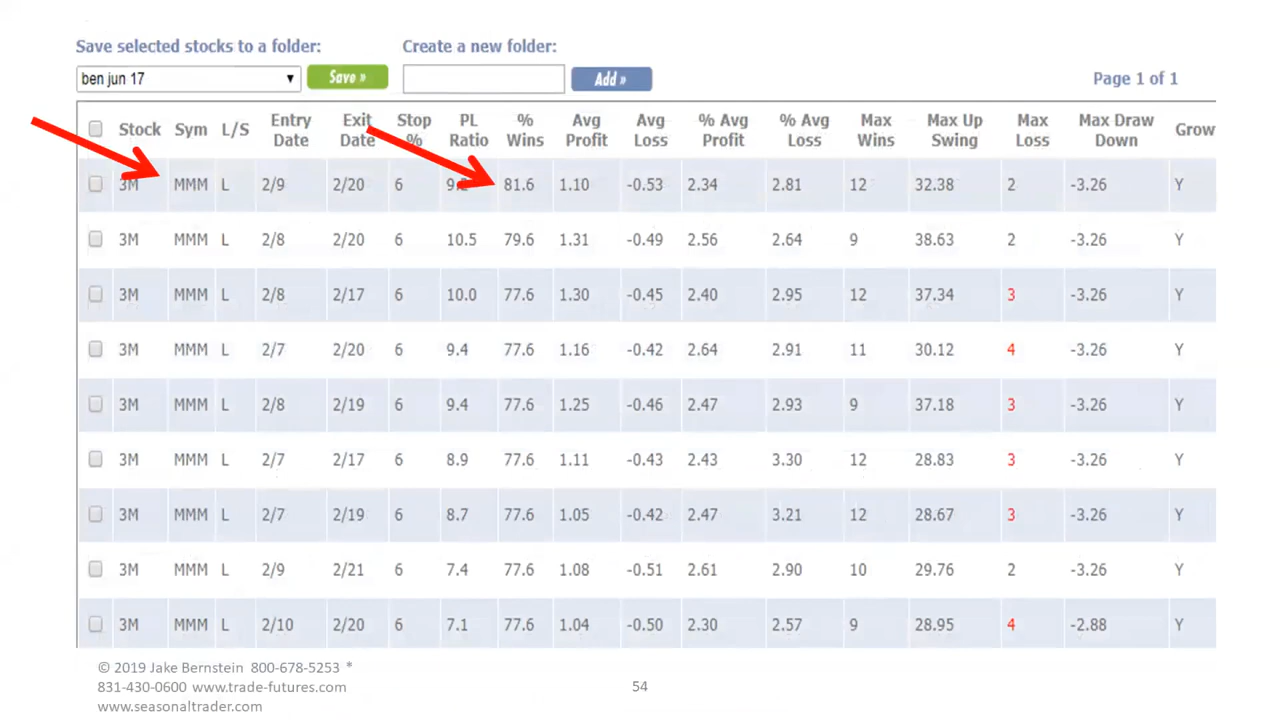 Save selected stocks to a folder: Create a new folder:
ben jun 17 Save » Add » Page 1 of 1
Stock Sym L/S Entry Date Exit Date Stop % PL Ratio % Wins Avg Profit Avg Loss % Avg Profit % Avg Loss Max Wins Max Up Swing Max Loss Max Draw Down Grow
3M MMM L 2/9 2/20 6 81.6 1.10 -0.53 2.34 2.81 12 32.38 2 -3.26 Y
3M MMM L 2/8 2/20 6 10.5 79.6 1.31 -0.49 2.56 2.64 9 38.63 2 -3.26 Y
3M MMM L 2/8 2/17 6 10.0 77.6 1.30 -0.45 2.40 2.95 12 37.34 3 -3.26 Y
3M MMM L 2/7 2/20 6 9.4 77.6 1.16 -0.42 2.64 2.91 11 30.12 4 -3.26 Y
3M MMM L 2/8 2/19 6 9.4 77.6 1.25 -0.46 2.47 2.93 9 37.18 3 -3.26 Y
3M MMM L 2/7 2/17 6 8.9 77.6 1.11 -0.43 2.43 3.30 12 28.83 3 -3.26 Y
3M MMM L 2/7 2/19 6 8.7 77.6 1.05 -0.42 2.47 3.21 12 28.67 3 -3.26 Y
3M MMM L 2/9 2/21 6 7.4 77.6 1.08 -0.51 2.61 2.90 10 29.76 2 -3.26 Y
3M MMM L 2/10 2/20 6 7.1 77.6 1.04 -0.50 2.30 2.57 9 28.95 4 -2.88 Y
© 2019 Jake Bernstein 800-678-5253 *
831-430-0600 www.trade-futures.com 54
www.seasonaltrader.com